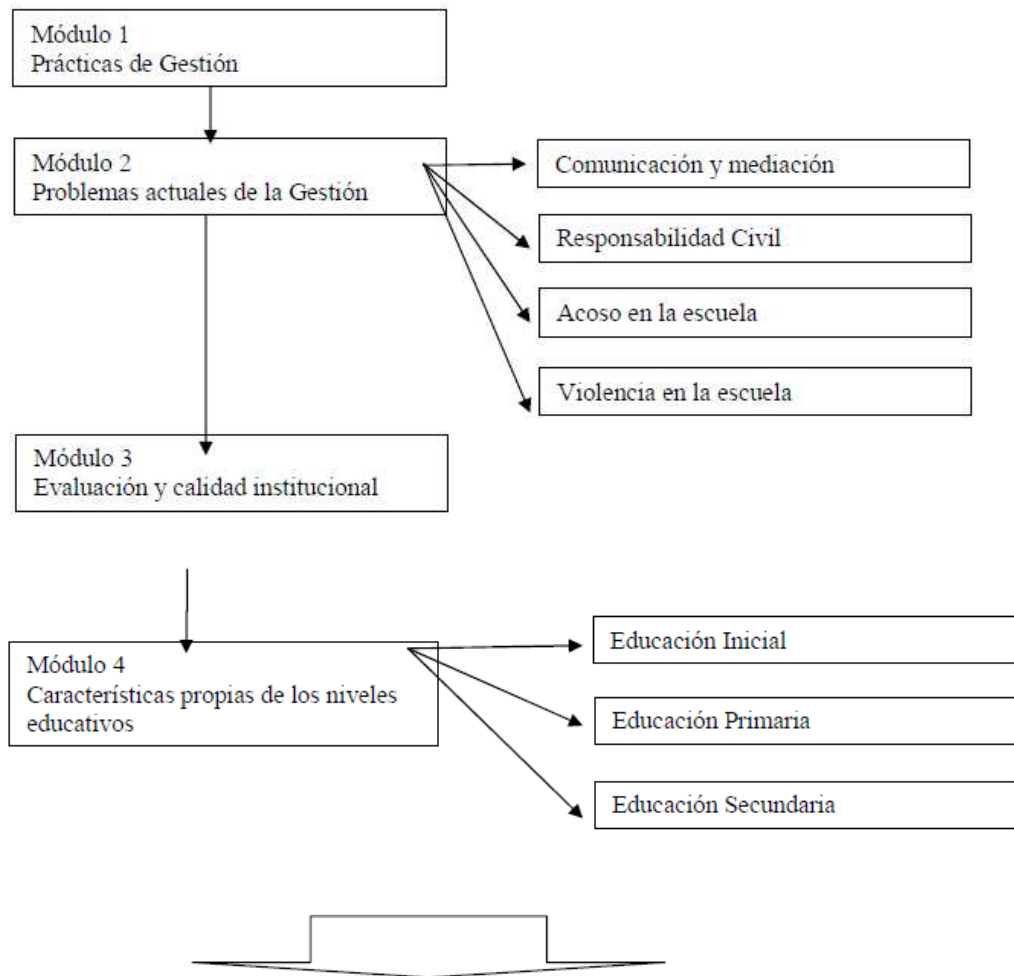 Módulo 1
Prácticas de Gestión
Módulo 2
Problemas actuales de la Gestión
Comunicación y mediación
Responsabilidad Civil
Acoso en la escuela
Violencia en la escuela
Módulo 3
Evaluación y calidad institucional
Módulo 4
Características propias de los niveles
educativos
Educación Inicial
Educación Primaria
Educación Secundaria